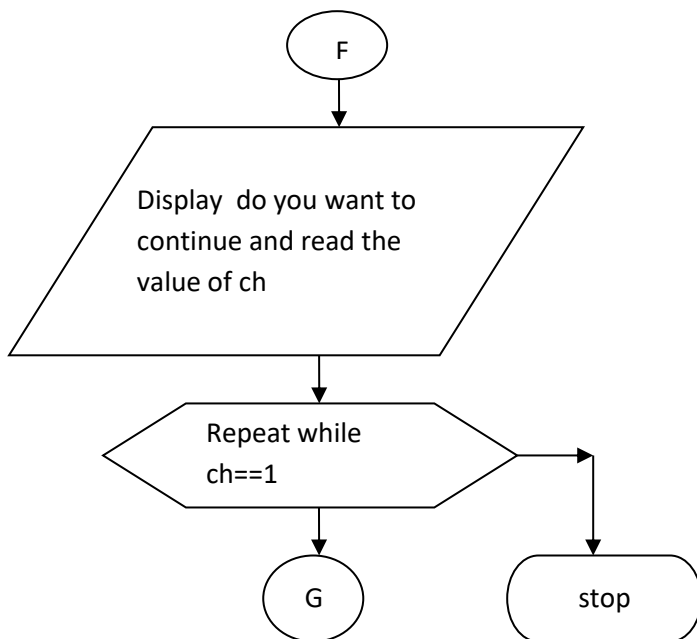 F
Display  do you want to
continue and read the
value of ch
Repeat while
ch==1
G
stop